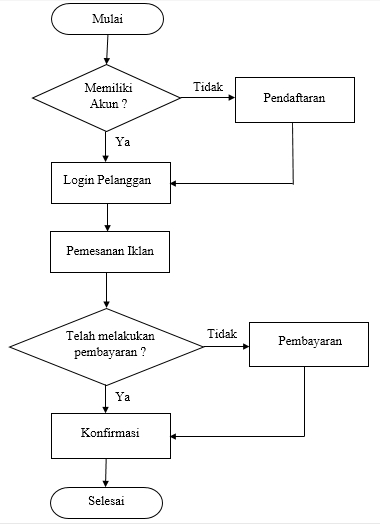 Mulai
Memiliki
Akun ?
Tidak
Pendaftaran
Ya
Login Pelanggan
Pemesanan Iklan
Telah melakukan
pembayaran ?
Tidak
Pembayaran
Ya
Konfirmasi
Selesai